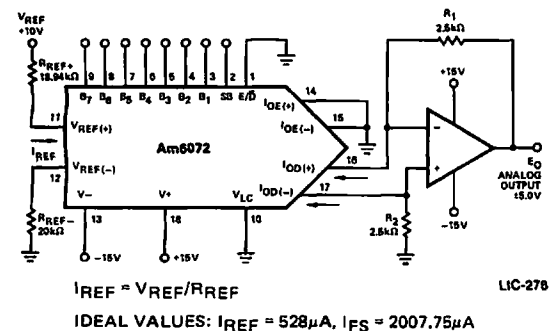 VREF
+10V
RREF+
18.94kΩ
9 8 7 6 5 4 3 2 1
B7 B6 B5 B4 B3 B2 B1 SB E/D̅
11
VREF(+)
IREF
VREF(-)
12
RREF-
20kΩ
Am6072
IOE(+)
14
IOE(-)
15
IOD(+)
16
IOD(-)
17
V- V+ VLC
13 18 10
-15V +15V
R1
2.5kΩ
+15V
-
+
-15V
R2
2.5kΩ
EO
ANALOG
OUTPUT
±5.0V
IREF = VREF/RREF
LIC-278
IDEAL VALUES: IREF = 528μA, IFS = 2007.75μA